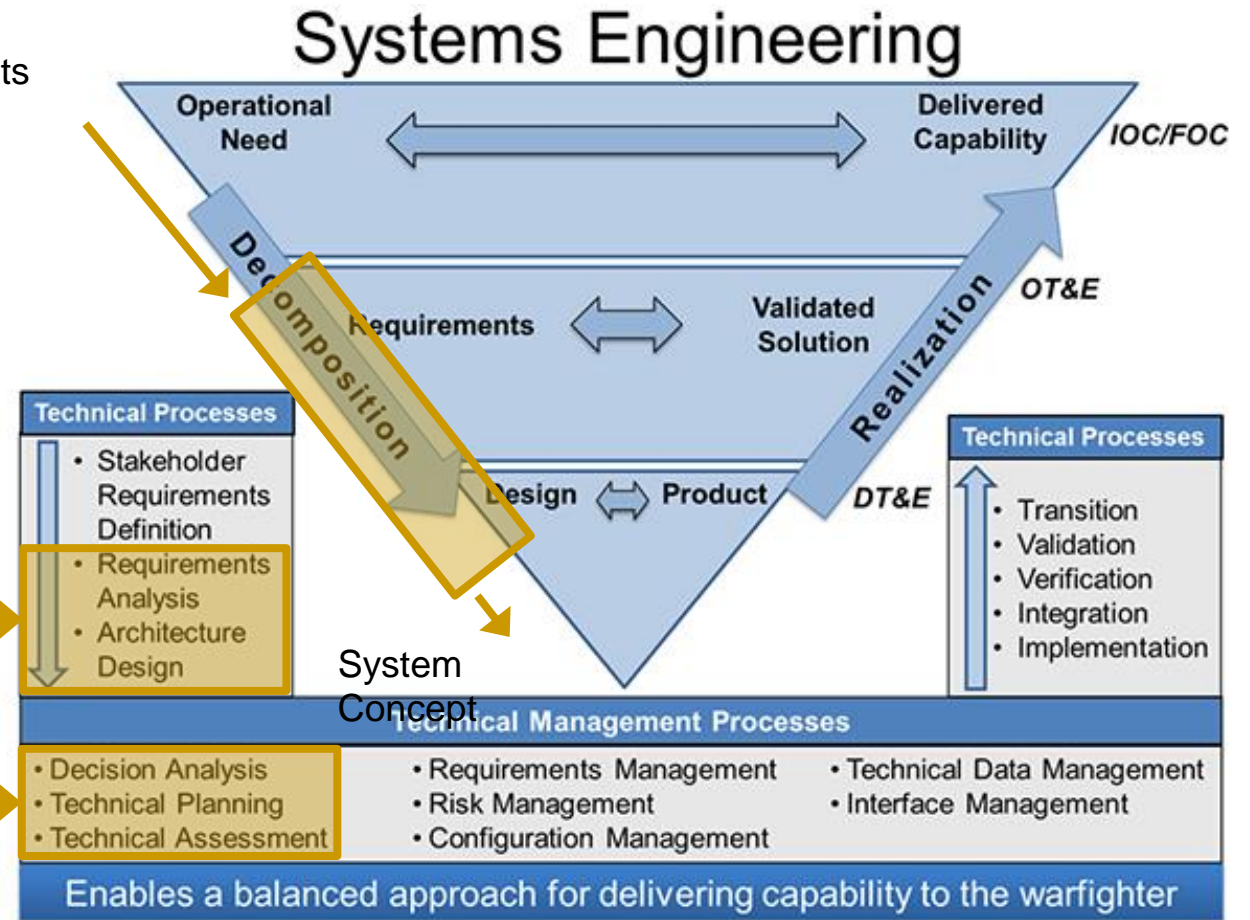 Systems Engineering
ts
Operational
Need
Delivered
Capability
IOC/FOC
Decomposition
Requirements
Validated
Solution
OT&E
Realization
Design
Product
DT&E
Technical Processes
• Stakeholder
Requirements
Definition
• Requirements
Analysis
• Architecture
Design
Technical Processes
• Transition
• Validation
• Verification
• Integration
• Implementation
System
Concept
Technical Management Processes
• Decision Analysis
• Technical Planning
• Technical Assessment
• Requirements Management
• Risk Management
• Configuration Management
• Technical Data Management
• Interface Management
Enables a balanced approach for delivering capability to the warfighter